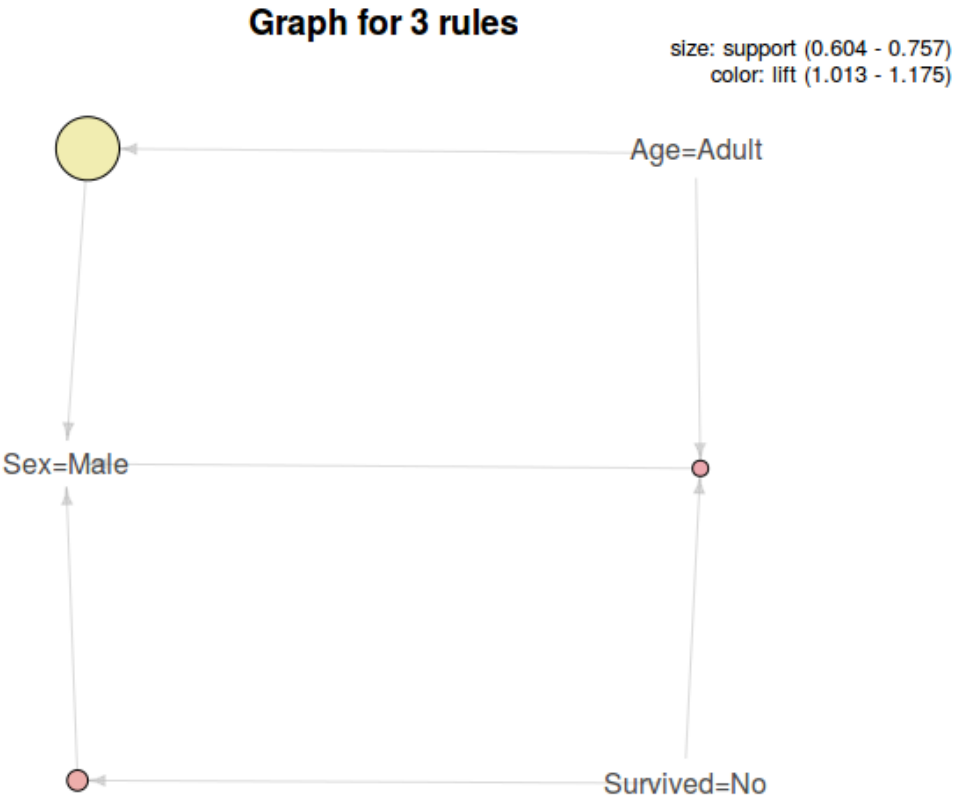 Graph for 3 rules
size: support (0.604 - 0.757)
color: lift (1.013 - 1.175)
Age=Adult
Sex=Male
Survived=No